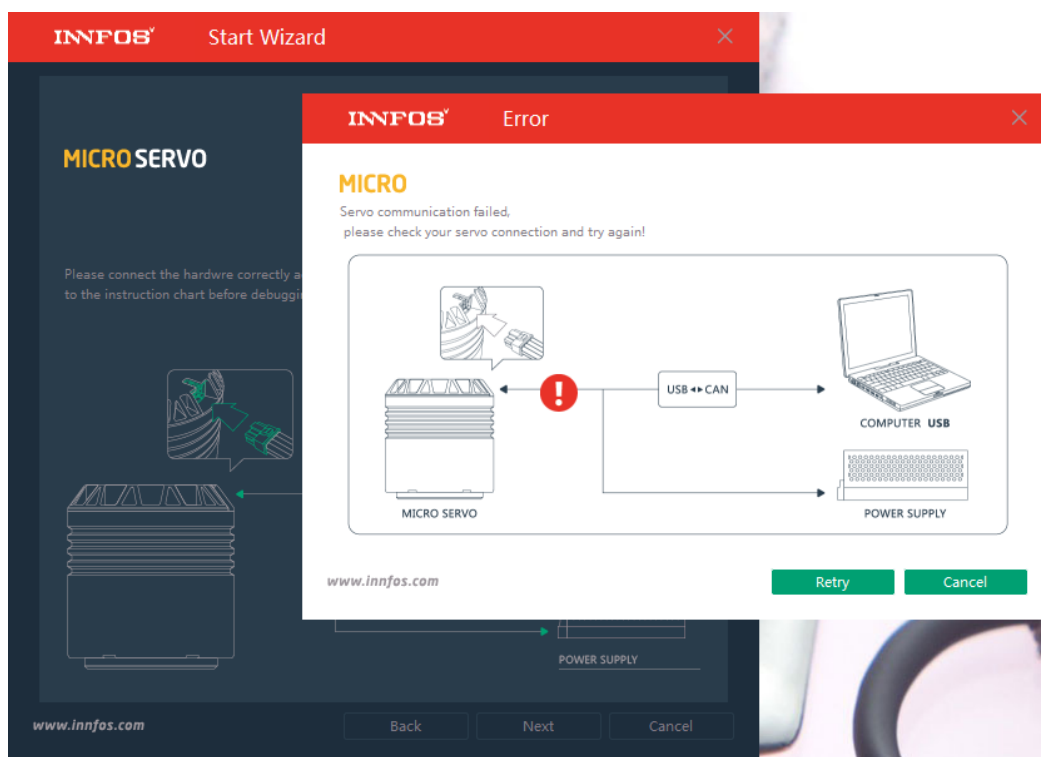 INNFOS Start Wizard
MICRO SERVO
Please connect the hardwre correctly a
to the instruction chart before debuggi
POWER SUPPLY
www.innfos.com
Back Next Cancel
INNFOS Error
MICRO
Servo communication failed,
please check your servo connection and try again!
USB CAN
COMPUTER USB
MICRO SERVO
POWER SUPPLY
www.innfos.com
Retry Cancel